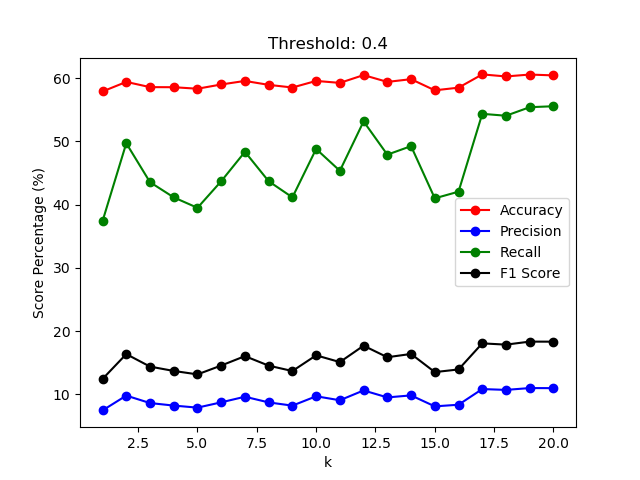 Threshold: 0.4
Score Percentage (%)
60
50
40
30
20
10
Accuracy
Precision
Recall
F1 Score
2.5 5.0 7.5 10.0 12.5 15.0 17.5 20.0
k